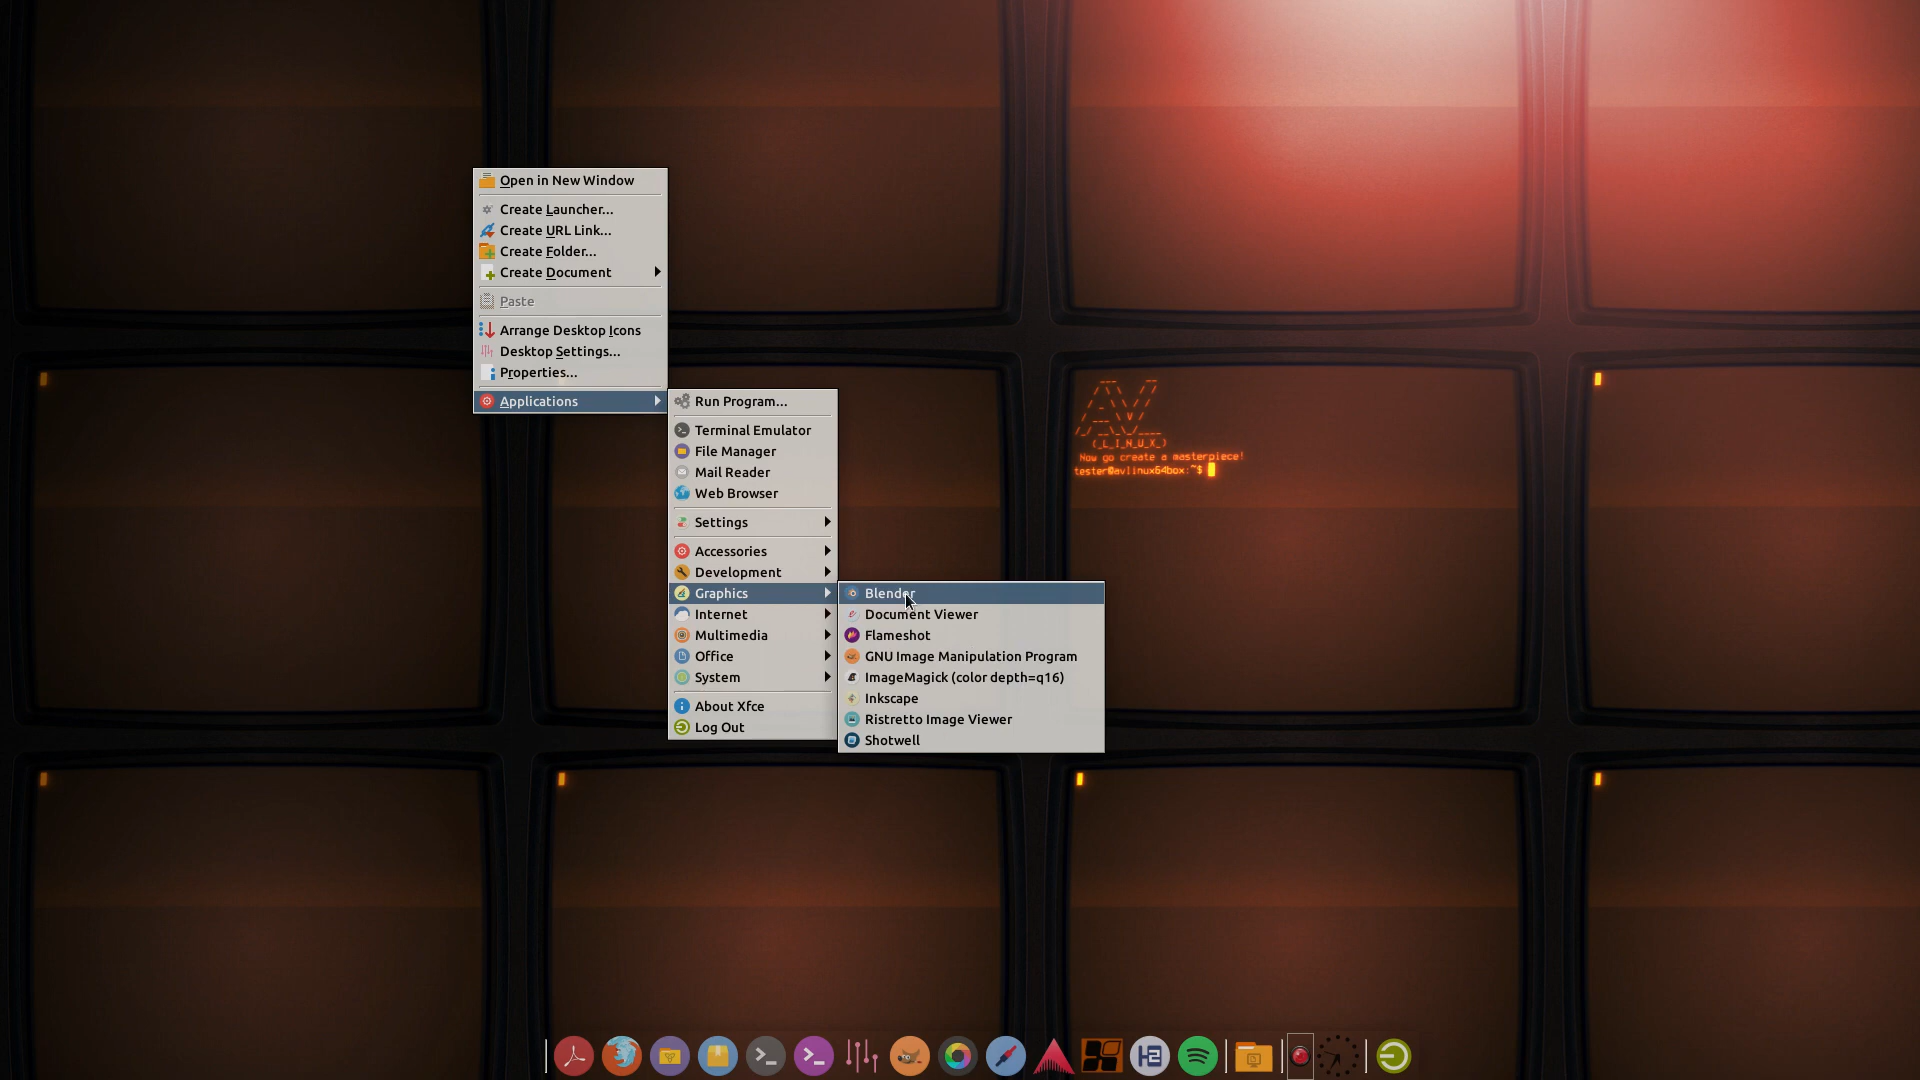 Open in New Window
Create Launcher...
Create URL Link...
Create Folder...
Create Document
Paste
Arrange Desktop Icons
Desktop Settings...
Properties...
Applications
Run Program...
Terminal Emulator
File Manager
Mail Reader
Web Browser
Settings
Accessories
Development
Graphics
Internet
Multimedia
Office
System
About Xfce
Log Out
Blender
Document Viewer
Flameshot
GNU Image Manipulation Program
ImageMagick (color depth=q16)
Inkscape
Ristretto Image Viewer
Shotwell
(_L_I_N_U_X_)
Now go create a masterpiece!
tester@avlinux64box:~$
H2